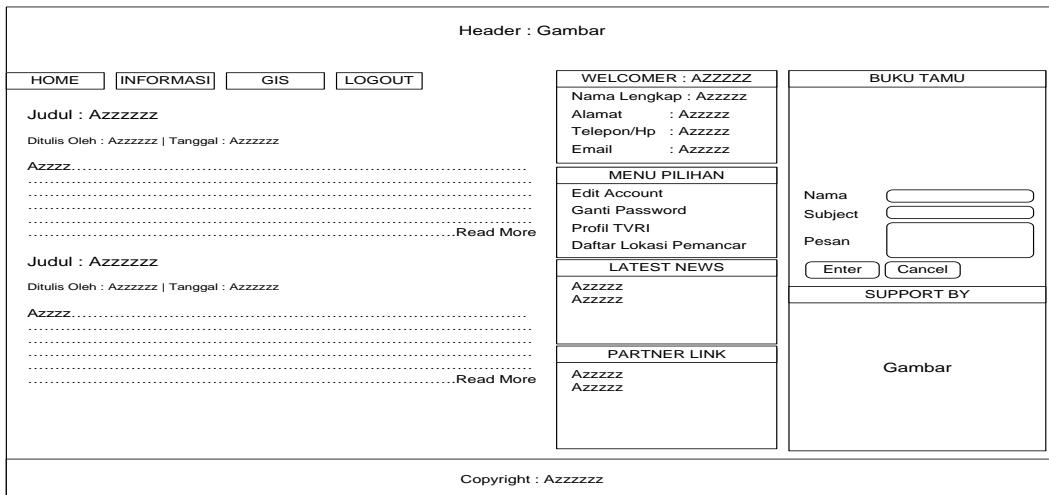 Header : Gambar
HOME
INFORMASI
GIS
LOGOUT
Judul : Azzzzzz
Ditulis Oleh : Azzzzzz | Tanggal : Azzzzzz
Azzzz..........................................................................................
....................................................................................................
....................................................................................................
....................................................................................................
....................................................................................................
.....................................................................................Read More
Judul : Azzzzzz
Ditulis Oleh : Azzzzzz | Tanggal : Azzzzzz
Azzzz..........................................................................................
....................................................................................................
....................................................................................................
....................................................................................................
....................................................................................................
.....................................................................................Read More
WELCOMER : AZZZZZ
Nama Lengkap : Azzzzz
Alamat : Azzzzz
Telepon/Hp : Azzzzz
Email : Azzzzz
MENU PILIHAN
Edit Account
Ganti Password
Profil TVRI
Daftar Lokasi Pemancar
LATEST NEWS
Azzzzz
Azzzzz
PARTNER LINK
Azzzzz
Azzzzz
BUKU TAMU
Nama
Subject
Pesan
Enter
Cancel
SUPPORT BY
Gambar
Copyright : Azzzzzz